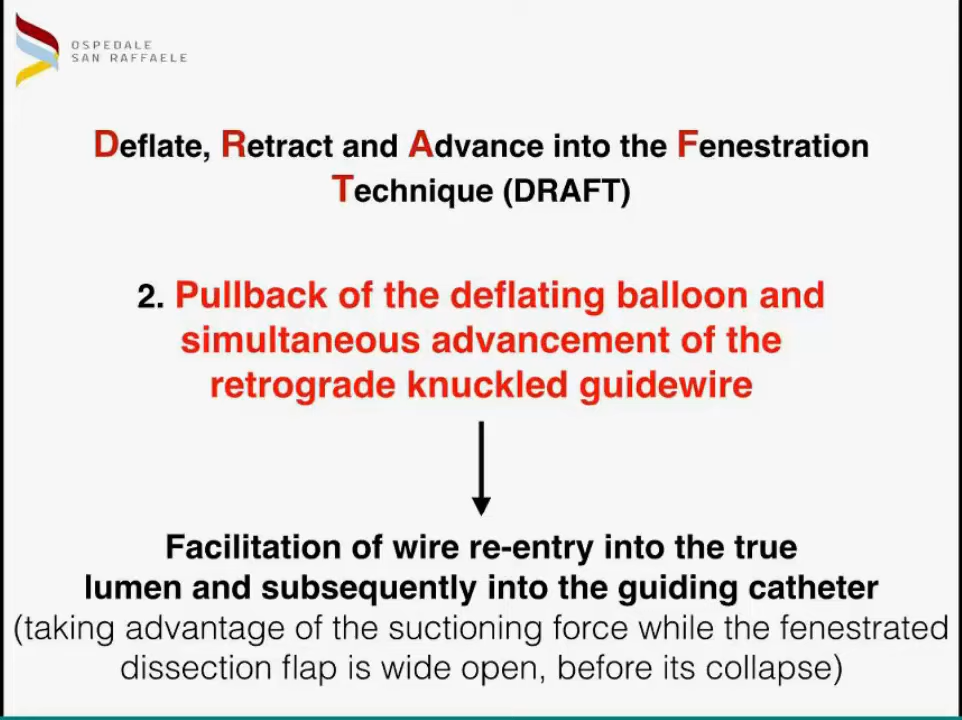 OSPEDALE
SAN RAFFAELE
Deflate, Retract and Advance into the Fenestration
Technique (DRAFT)
2. Pullback of the deflating balloon and
simultaneous advancement of the
retrograde knuckled guidewire
Facilitation of wire re-entry into the true
lumen and subsequently into the guiding catheter
(taking advantage of the suctioning force while the fenestrated
dissection flap is wide open, before its collapse)